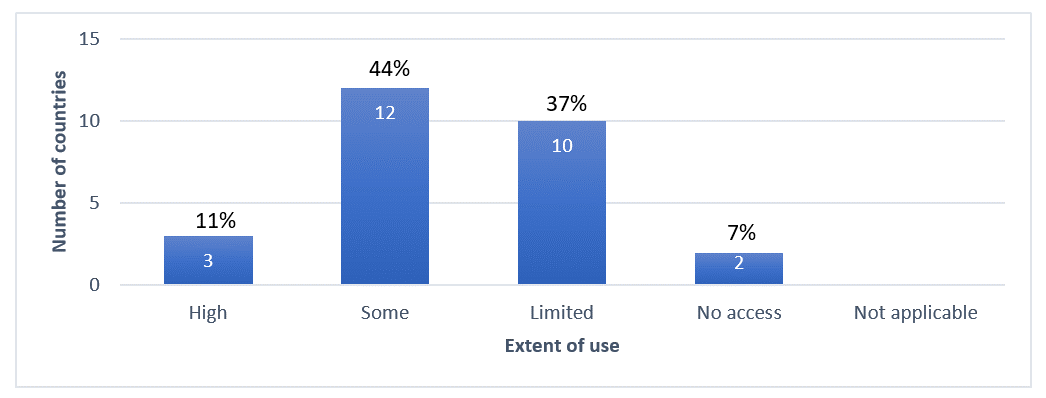 15
10
5
0
Number of countries
11%
3
44%
12
37%
10
7%
2
High
Some
Limited
No access
Not applicable
Extent of use